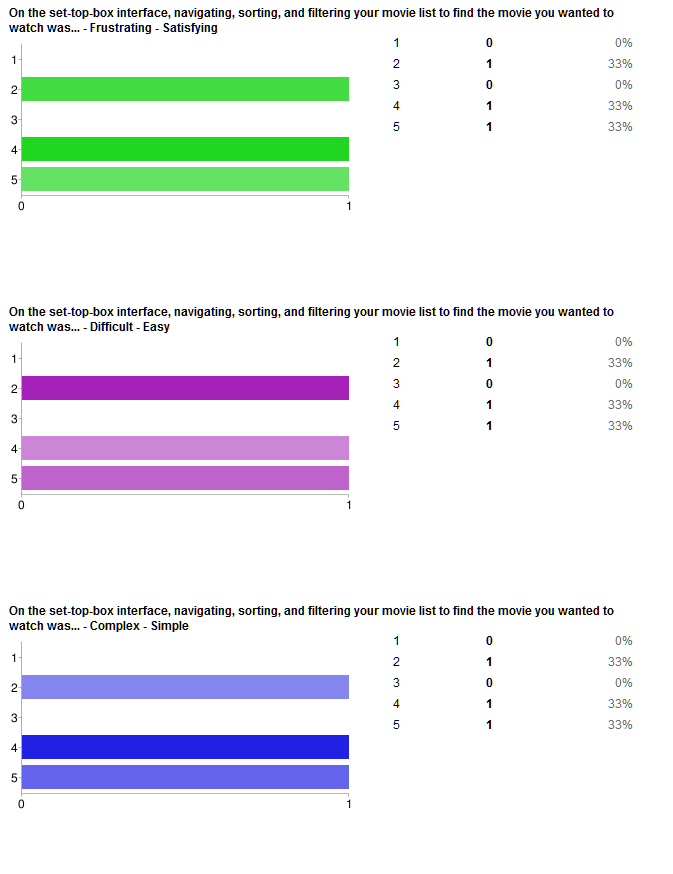 On the set-top-box interface, navigating, sorting, and filtering your movie list to find the movie you wanted to
watch was... - Frustrating - Satisfying
1 0 0%
2 1 33%
3 0 0%
4 1 33%
5 1 33%
1
2
3
4
5
0 1
On the set-top-box interface, navigating, sorting, and filtering your movie list to find the movie you wanted to
watch was... - Difficult - Easy
1 0 0%
2 1 33%
3 0 0%
4 1 33%
5 1 33%
1
2
3
4
5
0 1
On the set-top-box interface, navigating, sorting, and filtering your movie list to find the movie you wanted to
watch was... - Complex - Simple
1 0 0%
2 1 33%
3 0 0%
4 1 33%
5 1 33%
1
2
3
4
5
0 1